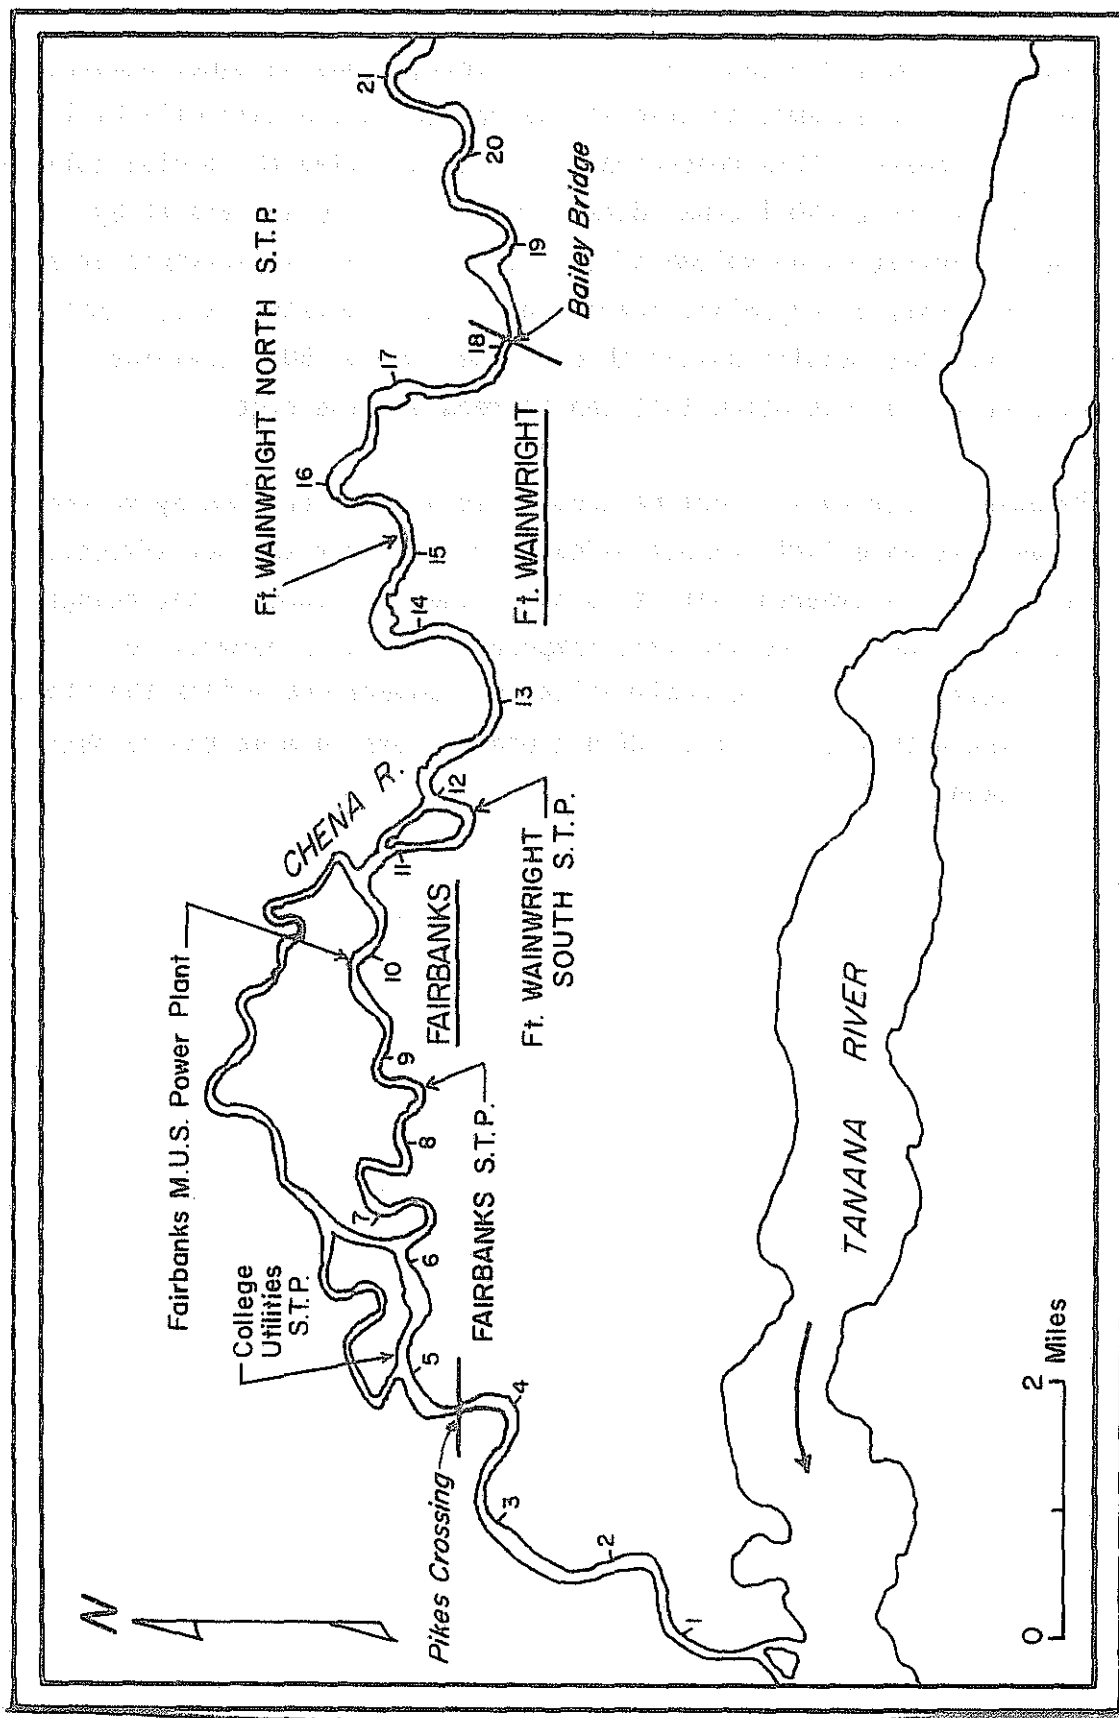 N
Fairbanks M.U.S. Power Plant
College
Utilities
S.T.P.
CHENA R.
Ft. WAINWRIGHT NORTH S.T.P.
Pikes Crossing
FAIRBANKS S.T.P.
FAIRBANKS
Ft. WAINWRIGHT
SOUTH S.T.P.
Ft. WAINWRIGHT
Bailey Bridge
1
2
3
4
5
6
7
8
9
10
11
12
13
14
15
16
17
18
19
20
21
TANANA RIVER
0
2
Miles